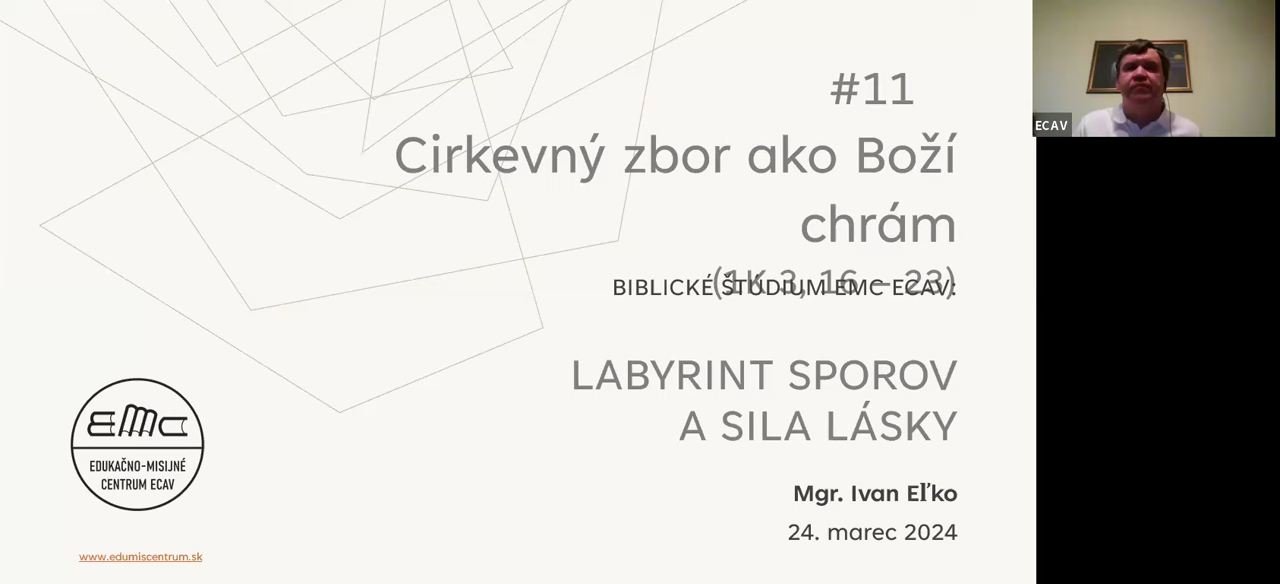 #11
Cirkevný zbor ako Boží
chrám
(1K 3, 16 – 23)
BIBLICKÉ ŠTÚDIUM EMC ECAV:
LABYRINT SPOROV
A SILA LÁSKY
Mgr. Ivan Eľko
24. marec 2024
EMC
EDUKAČNO-MISIJNÉ
CENTRUM ECAV
www.edumiscentrum.sk
ECAV